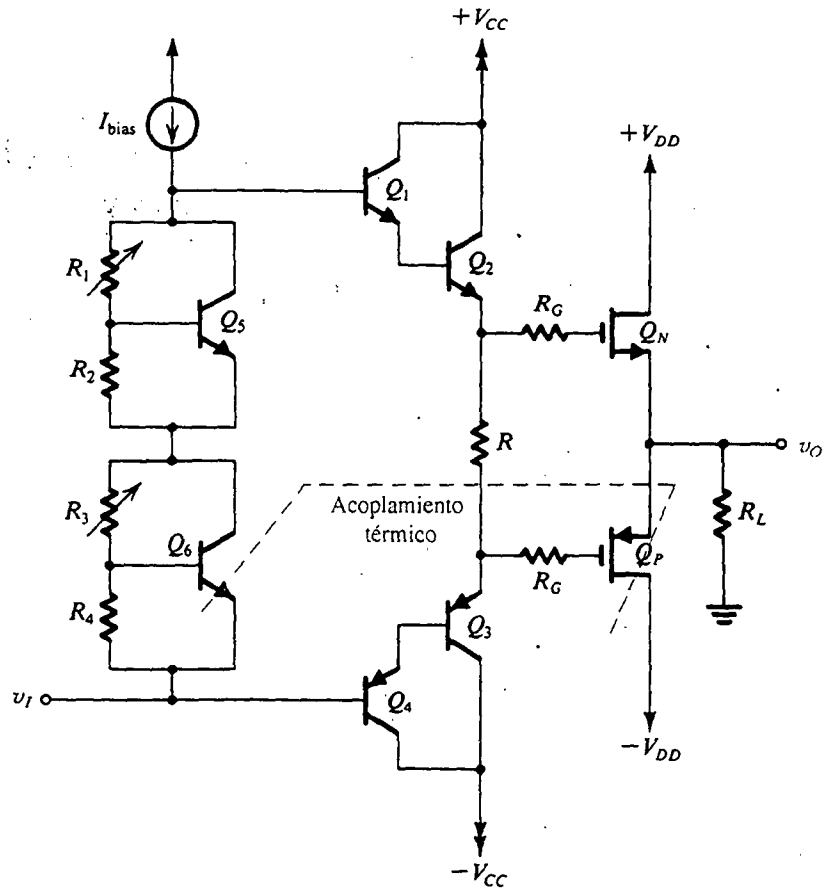 +V_CC
I_bias
+V_DD
Q_1
Q_2
R_1
Q_5
R_G
Q_N
R_2
R
v_O
R_3
Acoplamiento
térmico
R_L
Q_6
R_G
Q_P
R_4
Q_3
v_I
Q_4
−V_DD
−V_CC